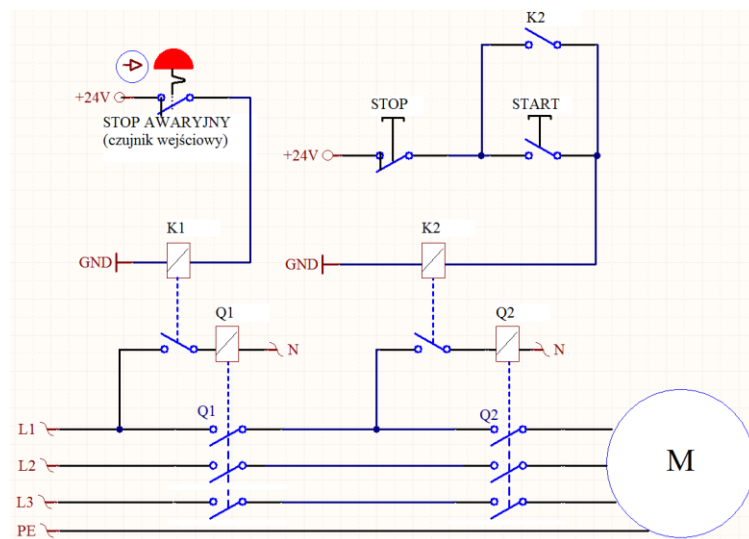 K2
+24V
STOP AWARYJNY
(czujnik wejściowy)
STOP
START
+24V
K1
K2
GND
GND
Q1
Q2
N
N
Q1
Q2
L1
L2
L3
PE
M